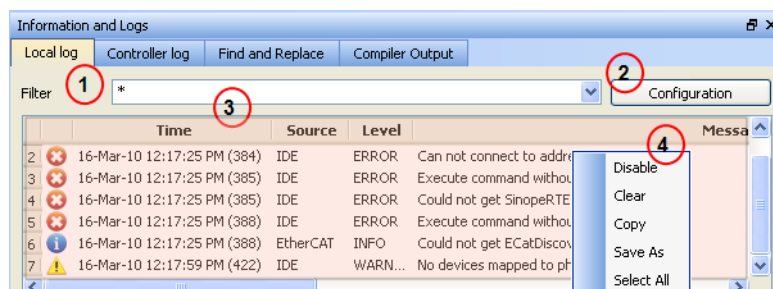 Information and Logs
Local log Controller log Find and Replace Compiler Output
Filter 1 * 2 Configuration
3
Time Source Level Messa
4
2 16-Mar-10 12:17:25 PM (384) IDE ERROR Can not connect to addre
Disable
3 16-Mar-10 12:17:25 PM (385) IDE ERROR Execute command withou
4 16-Mar-10 12:17:25 PM (385) IDE ERROR Could not get SinopeRTE
Clear
5 16-Mar-10 12:17:25 PM (388) IDE ERROR Execute command withou
Copy
6 16-Mar-10 12:17:25 PM (388) EtherCAT INFO Could not get ECatDiscov
Save As
7 16-Mar-10 12:17:59 PM (422) IDE WARN... No devices mapped to ph
Select All